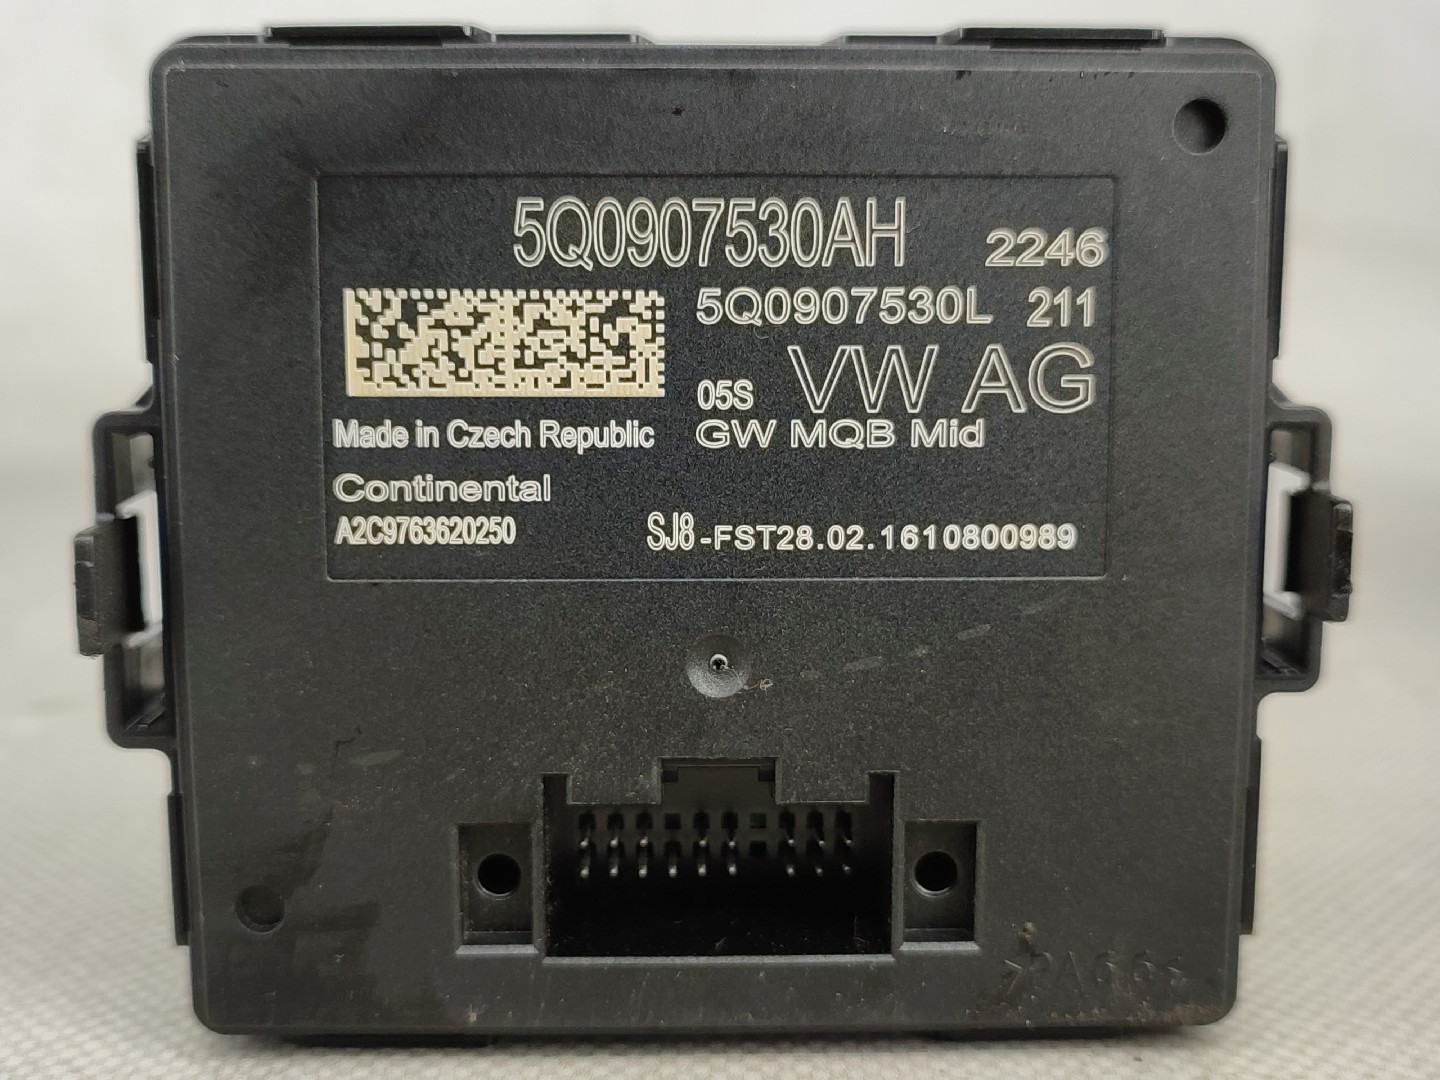 5Q0907530AH 2246
5Q0907530L 211
05S VW AG
Made in Czech Republic GW MQB Mid
Continental
A2C9763620250 SJ8-FST28.02.1610800989
>PA66<